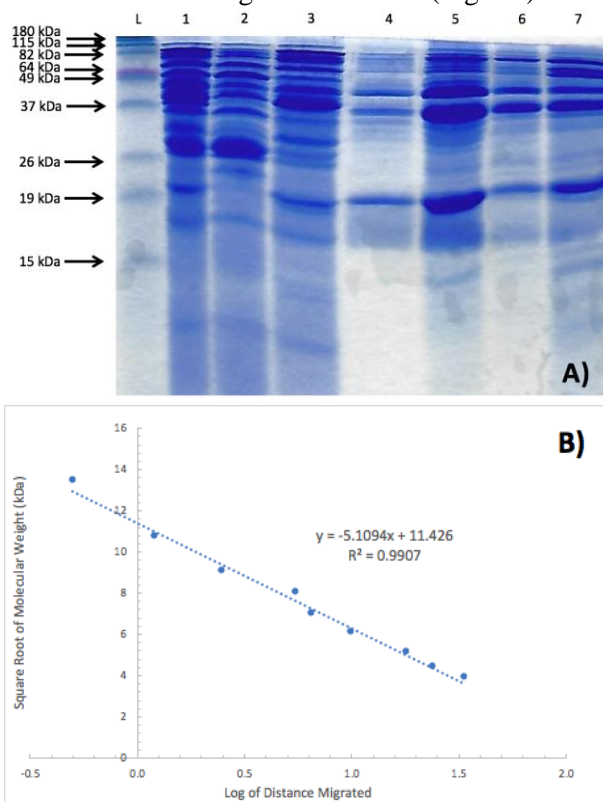 L 1 2 3 4 5 6 7
180 kDa
115 kDa
82 kDa
64 kDa
49 kDa
37 kDa
26 kDa
19 kDa
15 kDa
A)
B)
16
14
12
10
8
6
4
2
0
Square Root of Molecular Weight (kDa)
y = -5.1094x + 11.426
R² = 0.9907
-0.5 0.0 0.5 1.0 1.5 2.0
Log of Distance Migrated